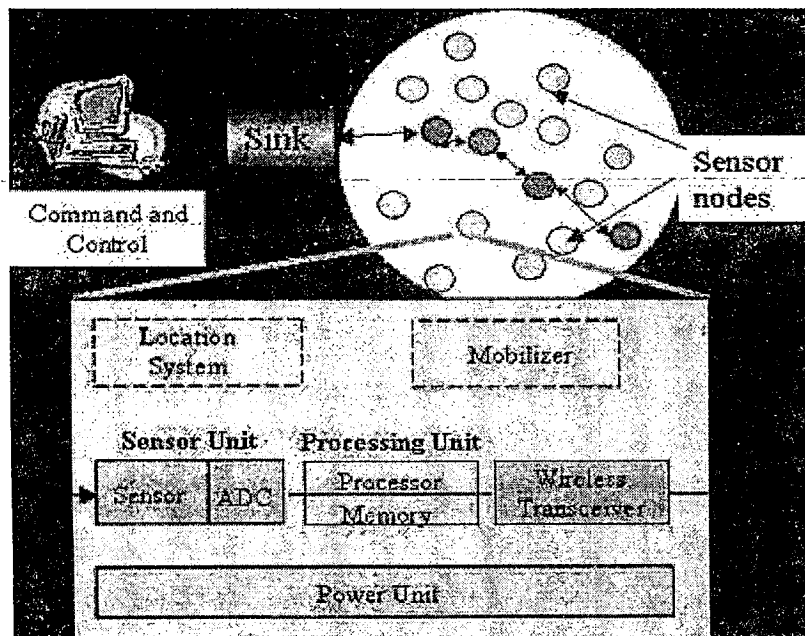 Sink
Sensor
nodes
Command and
Control
Location
System
Mobilizer
Sensor Unit
Processing Unit
Sensor
ADC
Processor
Memory
Wireless
Transceiver
Power Unit